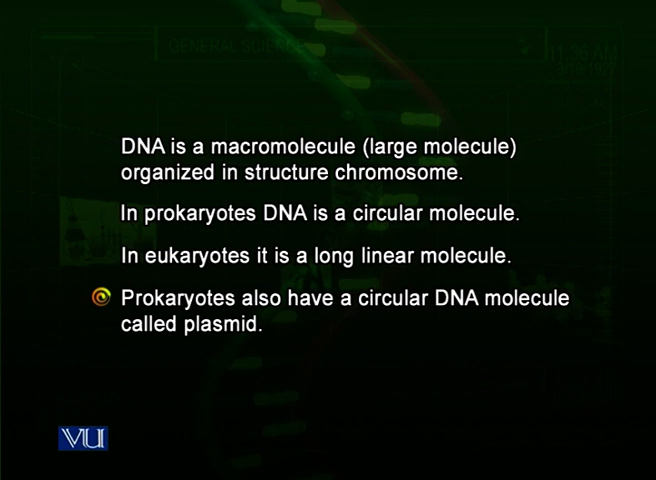 GENERAL SCIENCE
DNA is a macromolecule (large molecule)
organized in structure chromosome.
In prokaryotes DNA is a circular molecule.
In eukaryotes it is a long linear molecule.
Prokaryotes also have a circular DNA molecule
called plasmid.
VU